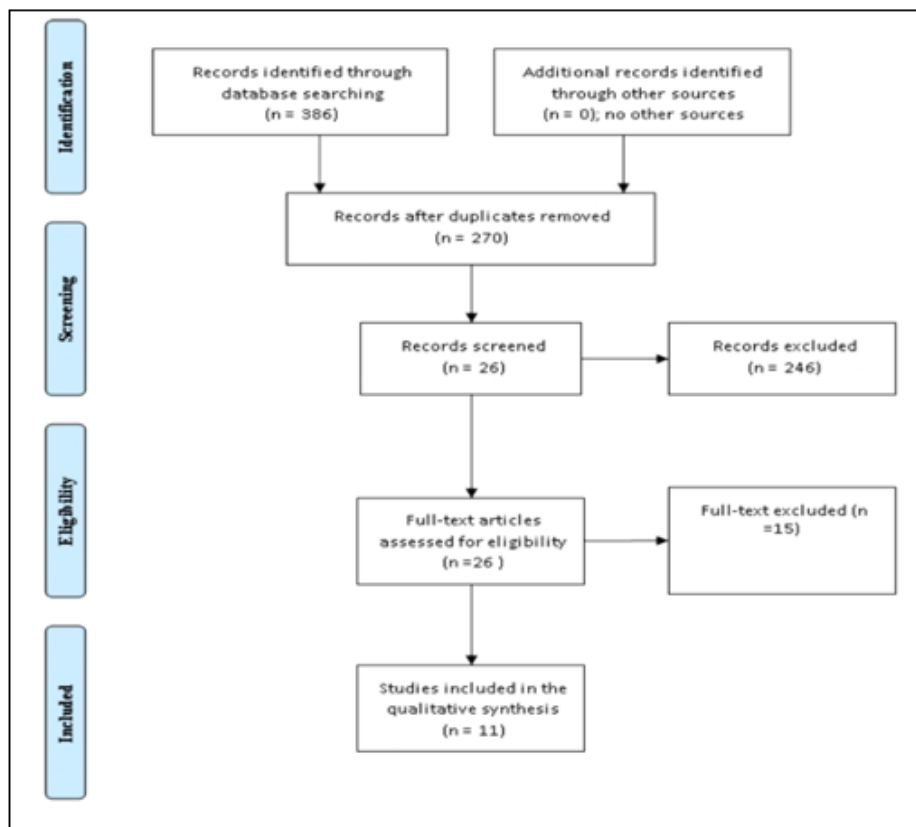 Identification
Records identified through
database searching
(n = 386)
Additional records identified
through other sources
(n = 0); no other sources
Records after duplicates removed
(n = 270)
Screening
Records screened
(n = 26)
Records excluded
(n = 246)
Eligibility
Full-text articles
assessed for eligibility
(n =26 )
Full-text excluded (n
=15)
Included
Studies included in the
qualitative synthesis
(n = 11)